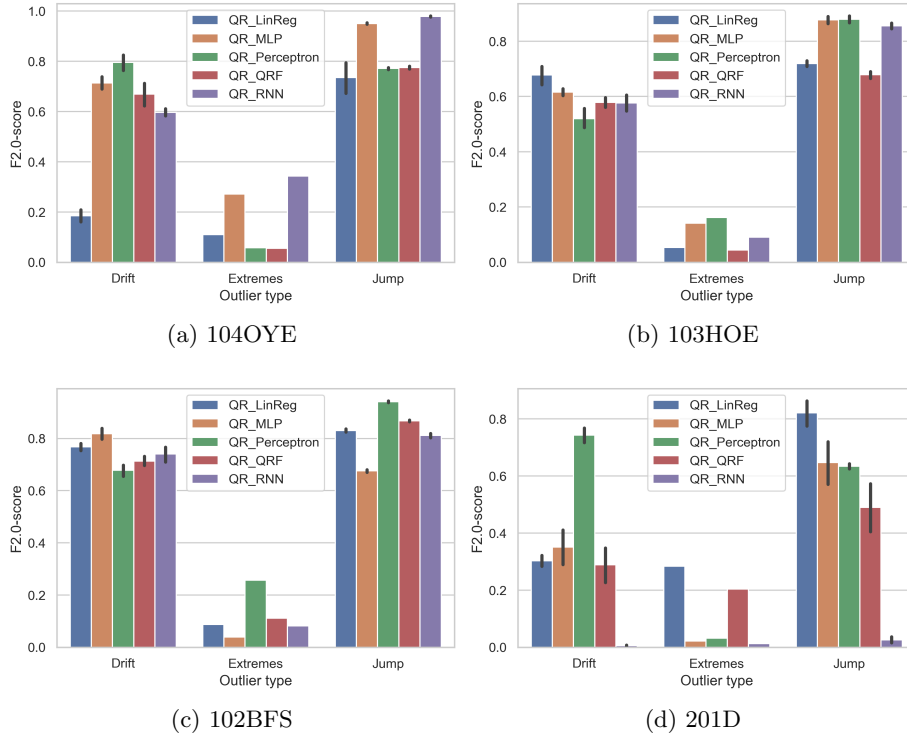 1.0
0.8
0.6
0.4
0.2
0.0
F2.0-score
QR_LinReg
QR_MLP
QR_Perceptron
QR_QRF
QR_RNN
Drift Extremes Jump
Outlier type
(a) 104OYE
0.8
0.6
0.4
0.2
0.0
F2.0-score
QR_LinReg
QR_MLP
QR_Perceptron
QR_QRF
QR_RNN
Drift Extremes Jump
Outlier type
(b) 103HOE
0.8
0.6
0.4
0.2
0.0
F2.0-score
QR_LinReg
QR_MLP
QR_Perceptron
QR_QRF
QR_RNN
Drift Extremes Jump
Outlier type
(c) 102BFS
0.8
0.6
0.4
0.2
0.0
F2.0-score
QR_LinReg
QR_MLP
QR_Perceptron
QR_QRF
QR_RNN
Drift Extremes Jump
Outlier type
(d) 201D